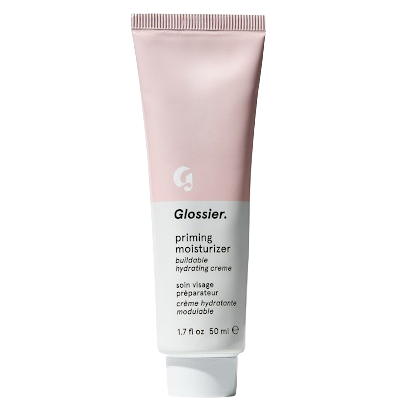 G
Glossier.
priming
moisturizer
buildable
hydrating creme
soin visage
préparateur
crème hydratante
modulable
1.7 fl oz 50 ml ℮